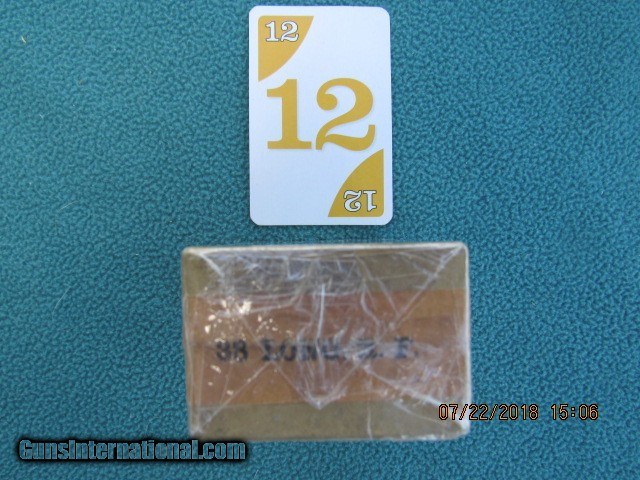 12
12
12
38 LONG R. F.
07/22/2018 15:06
GunsInternational.com